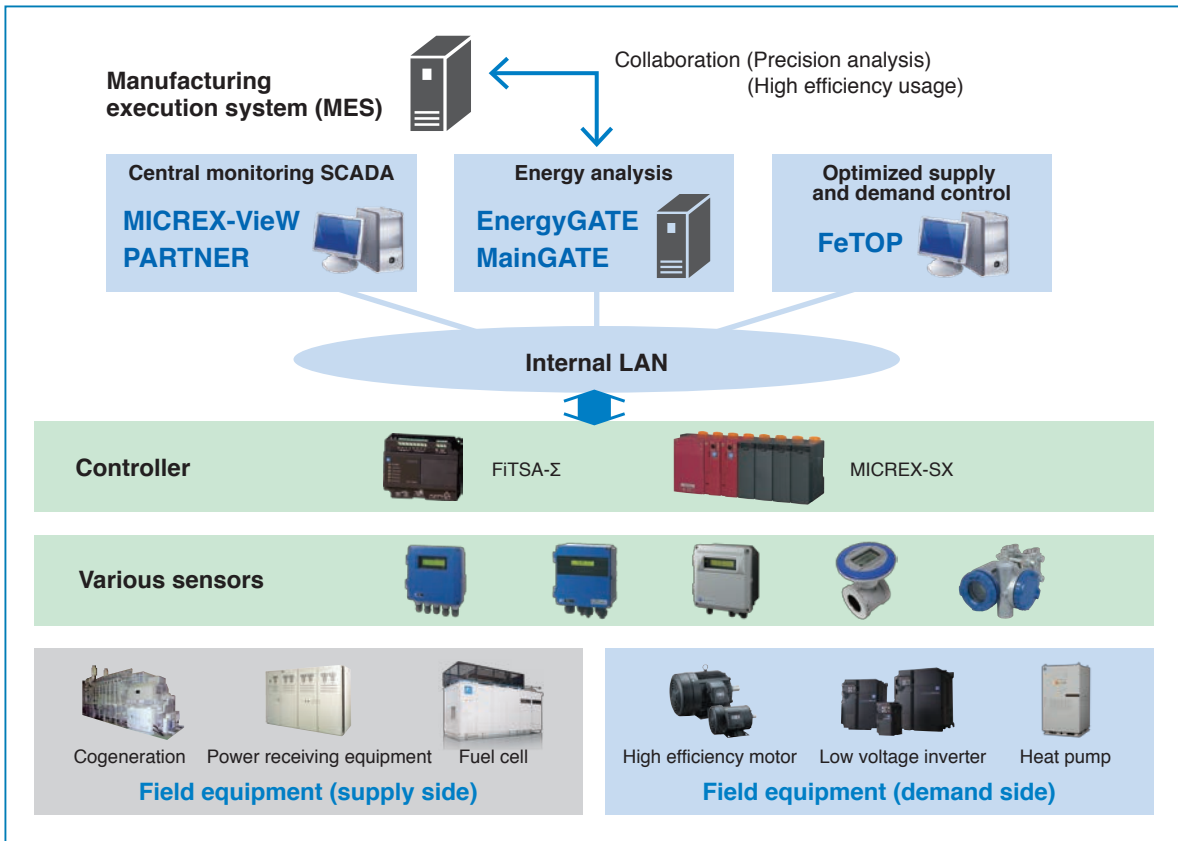 Manufacturing
execution system (MES)
Collaboration (Precision analysis)
(High efficiency usage)
Central monitoring SCADA
MICREX-VieW
PARTNER
Energy analysis
EnergyGATE
MainGATE
Optimized supply
and demand control
FeTOP
Internal LAN
Controller
FiTSA-Σ
MICREX-SX
Various sensors
Cogeneration
Power receiving equipment
Fuel cell
Field equipment (supply side)
High efficiency motor
Low voltage inverter
Heat pump
Field equipment (demand side)